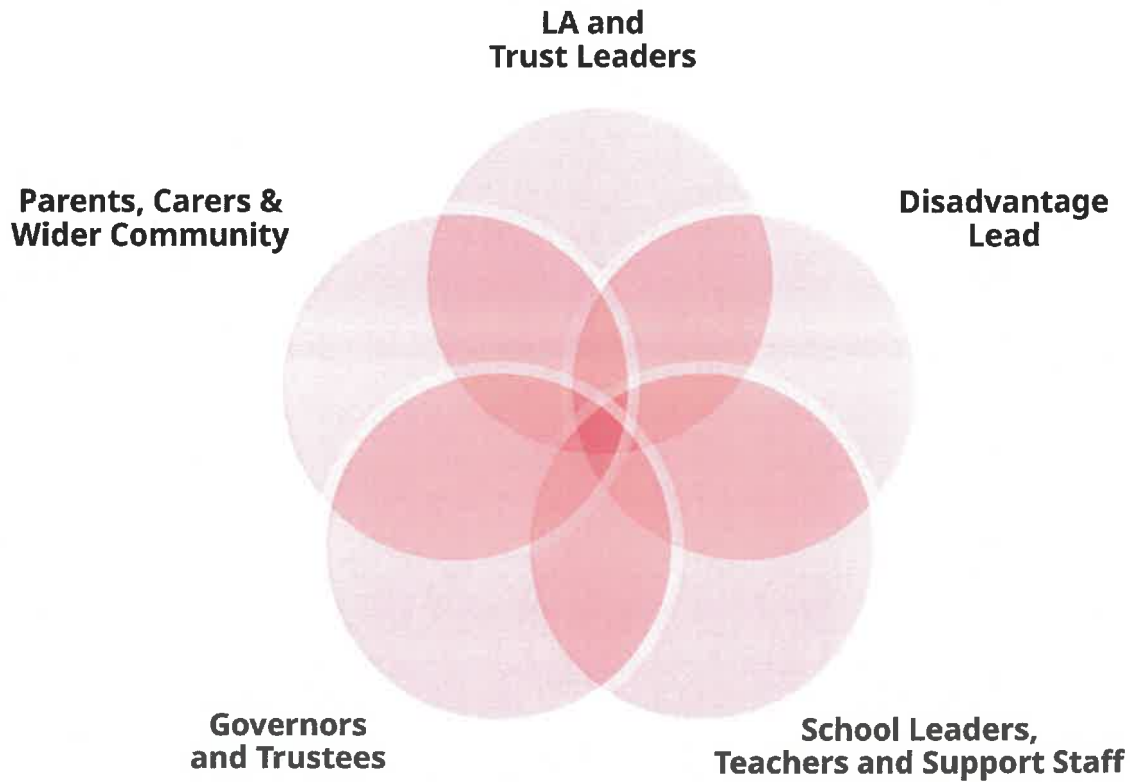 LA and
Trust Leaders
Parents, Carers &
Wider Community
Disadvantage
Lead
Governors
and Trustees
School Leaders,
Teachers and Support Staff